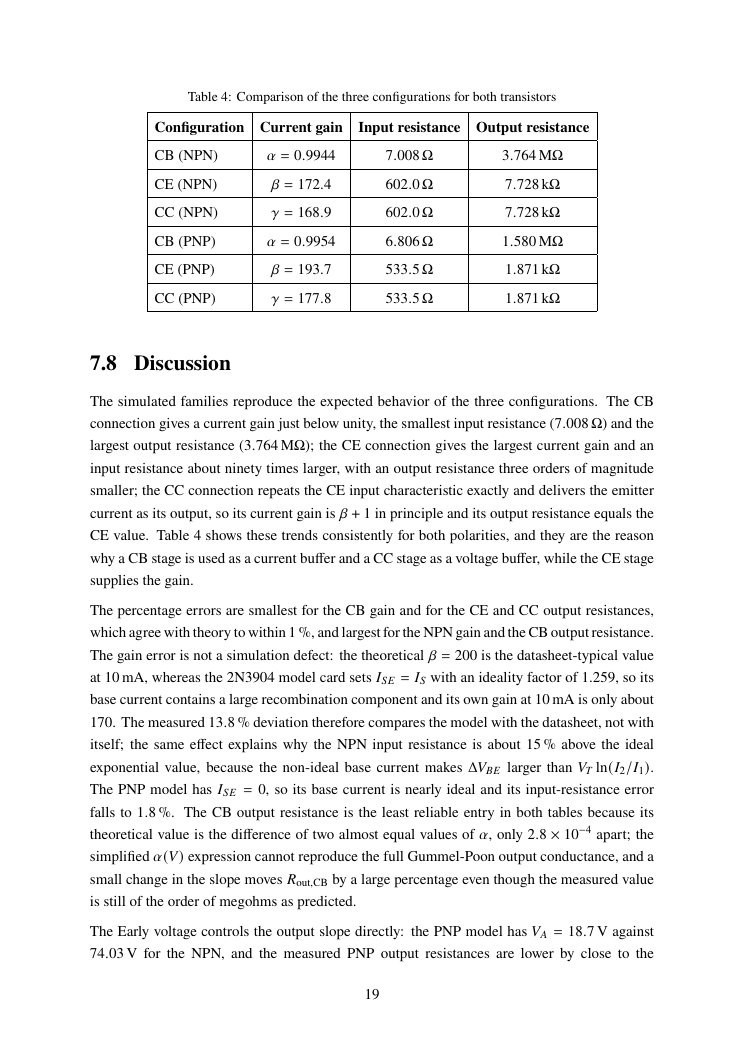 Table 4: Comparison of the three configurations for both transistors
Configuration Current gain Input resistance Output resistance
CB (NPN) α = 0.9944 7.008 Ω 3.764 MΩ
CE (NPN) β = 172.4 602.0 Ω 7.728 kΩ
CC (NPN) γ = 168.9 602.0 Ω 7.728 kΩ
CB (PNP) α = 0.9954 6.806 Ω 1.580 MΩ
CE (PNP) β = 193.7 533.5 Ω 1.871 kΩ
CC (PNP) γ = 177.8 533.5 Ω 1.871 kΩ
7.8 Discussion
The simulated families reproduce the expected behavior of the three configurations. The CB
connection gives a current gain just below unity, the smallest input resistance (7.008 Ω) and the
largest output resistance (3.764 MΩ); the CE connection gives the largest current gain and an
input resistance about ninety times larger, with an output resistance three orders of magnitude
smaller; the CC connection repeats the CE input characteristic exactly and delivers the emitter
current as its output, so its current gain is β + 1 in principle and its output resistance equals the
CE value. Table 4 shows these trends consistently for both polarities, and they are the reason
why a CB stage is used as a current buffer and a CC stage as a voltage buffer, while the CE stage
supplies the gain.
The percentage errors are smallest for the CB gain and for the CE and CC output resistances,
which agree with theory to within 1 %, and largest for the NPN gain and the CB output resistance.
The gain error is not a simulation defect: the theoretical β = 200 is the datasheet-typical value
at 10 mA, whereas the 2N3904 model card sets I_SE = I_S with an ideality factor of 1.259, so its
base current contains a large recombination component and its own gain at 10 mA is only about
170. The measured 13.8 % deviation therefore compares the model with the datasheet, not with
itself; the same effect explains why the NPN input resistance is about 15 % above the ideal
exponential value, because the non-ideal base current makes ΔV_BE larger than V_T ln(I_2/I_1).
The PNP model has I_SE = 0, so its base current is nearly ideal and its input-resistance error
falls to 1.8 %. The CB output resistance is the least reliable entry in both tables because its
theoretical value is the difference of two almost equal values of α, only 2.8 × 10⁻⁴ apart; the
simplified α(V) expression cannot reproduce the full Gummel-Poon output conductance, and a
small change in the slope moves R_out,CB by a large percentage even though the measured value
is still of the order of megohms as predicted.
The Early voltage controls the output slope directly: the PNP model has V_A = 18.7 V against
74.03 V for the NPN, and the measured PNP output resistances are lower by close to the
19